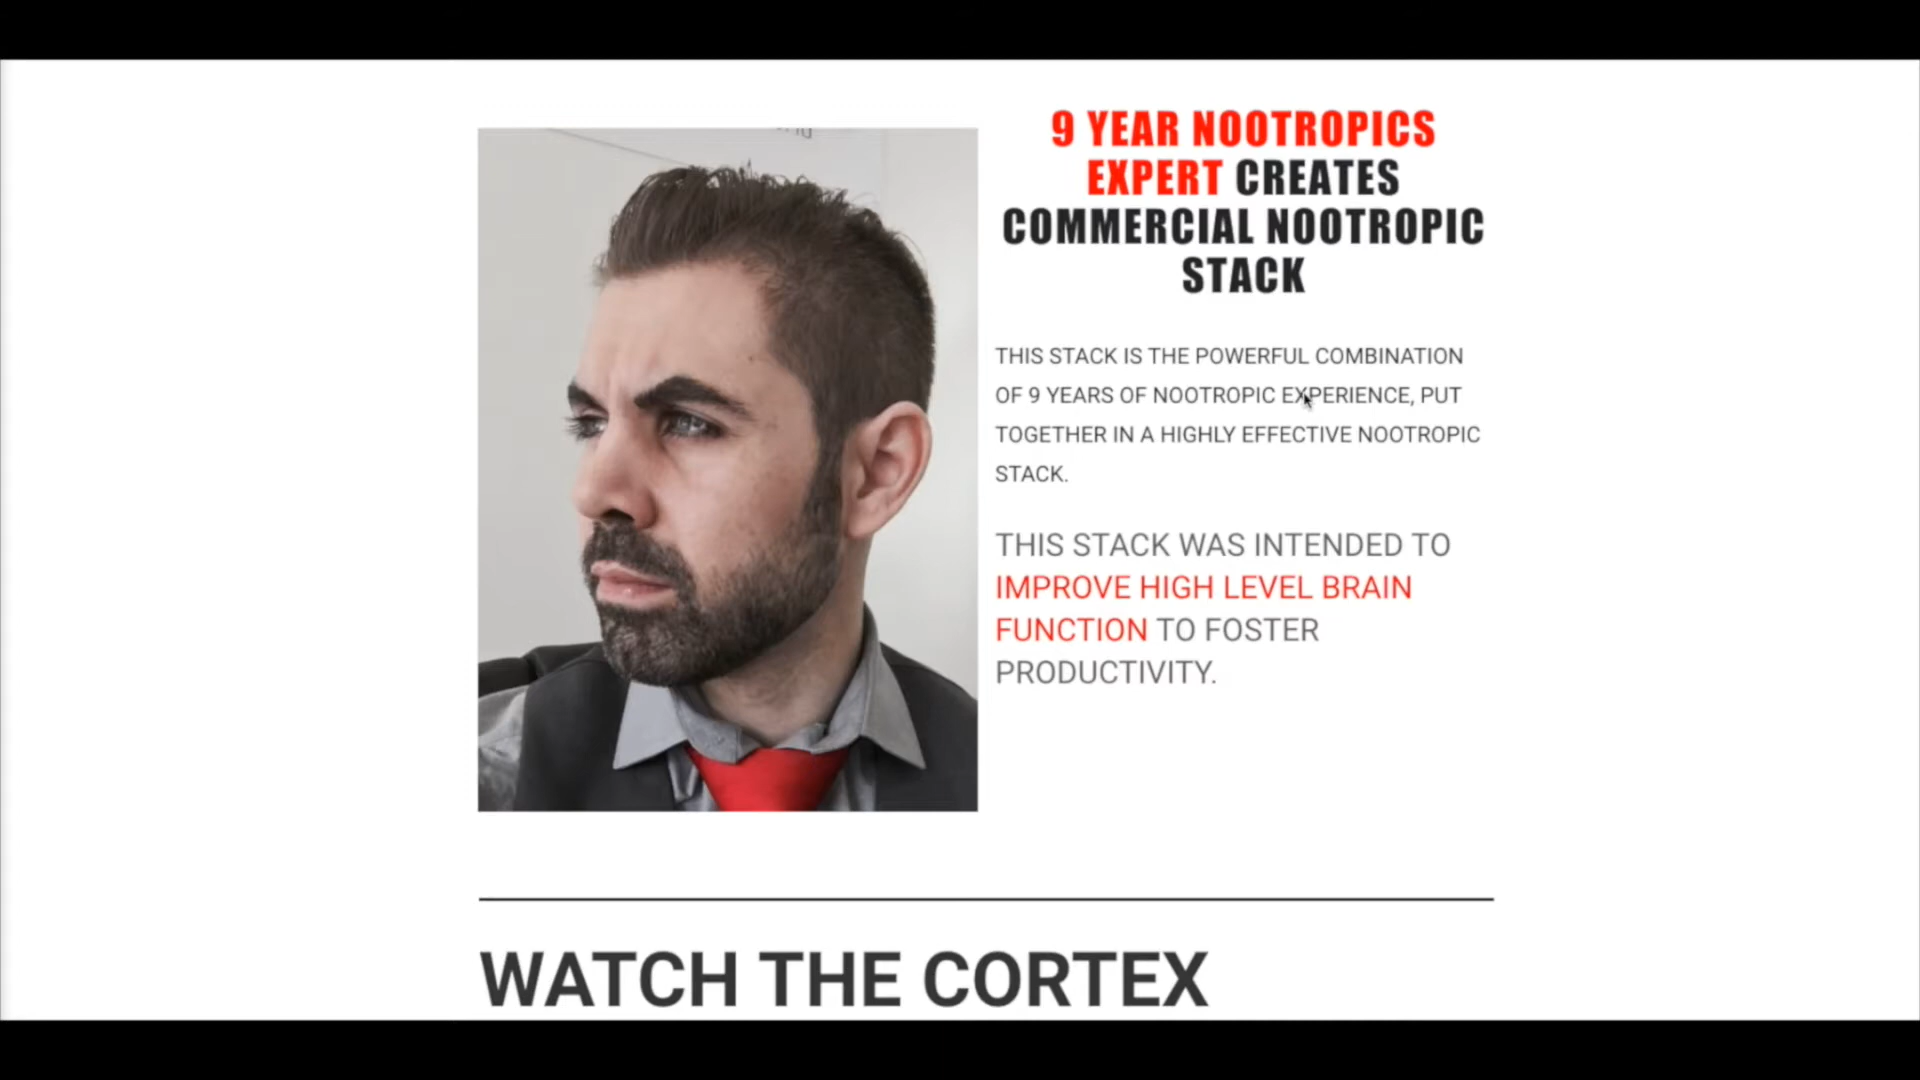 9 YEAR NOOTROPICS
EXPERT CREATES
COMMERCIAL NOOTROPIC
STACK
THIS STACK IS THE POWERFUL COMBINATION
OF 9 YEARS OF NOOTROPIC EXPERIENCE, PUT
TOGETHER IN A HIGHLY EFFECTIVE NOOTROPIC
STACK.
THIS STACK WAS INTENDED TO
IMPROVE HIGH LEVEL BRAIN
FUNCTION TO FOSTER
PRODUCTIVITY.
WATCH THE CORTEX